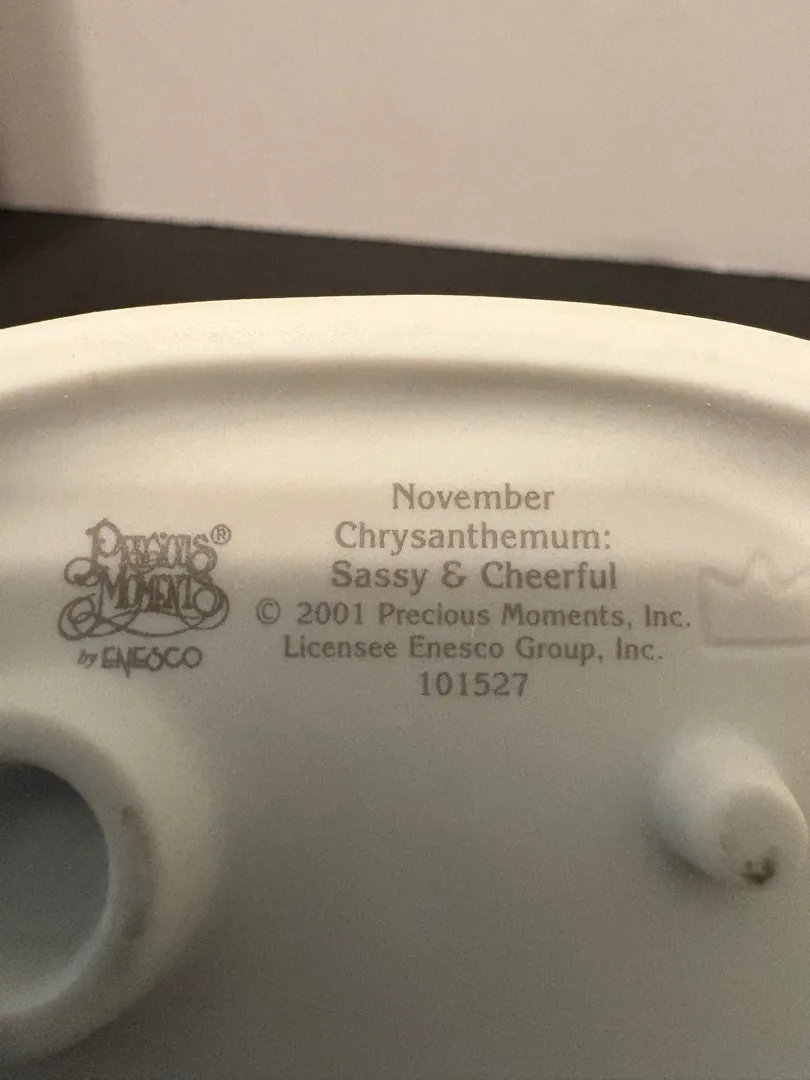 PRECIOUS MOMENTS®
by ENESCO
November
Chrysanthemum:
Sassy & Cheerful
© 2001 Precious Moments, Inc.
Licensee Enesco Group, Inc.
101527